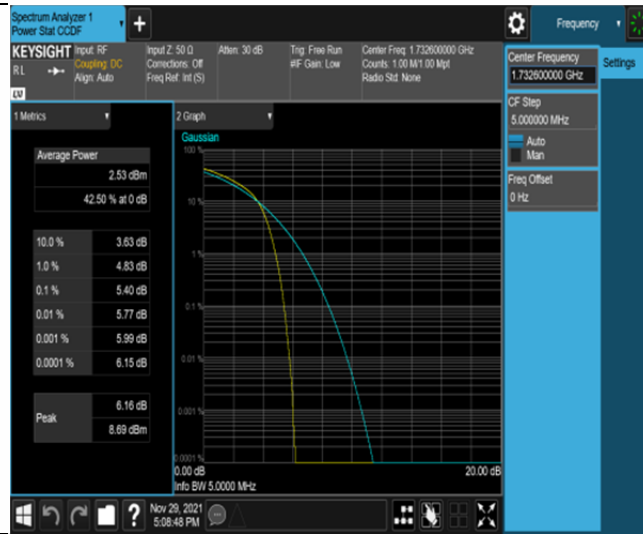 Spectrum Analyzer 1
Power Stat CCDF
+
Frequency
KEYSIGHT
RL
LXI
Input: RF
Coupling: DC
Align: Auto
Input Z: 50 Ω
Corrections: Off
Freq Ref: Int (S)
Atten: 30 dB
Trig: Free Run
#IF Gain: Low
Center Freq: 1.732600000 GHz
Counts: 1.00 M/1.00 Mpt
Radio Std: None
Center Frequency
1.732600000 GHz
Settings
CF Step
5.000000 MHz
Auto
Man
Freq Offset
0 Hz
1 Metrics
Average Power
2.53 dBm
42.50 % at 0 dB
10.0 % 3.63 dB
1.0 % 4.83 dB
0.1 % 5.40 dB
0.01 % 5.77 dB
0.001 % 5.99 dB
0.0001 % 6.15 dB
Peak
6.16 dB
8.69 dBm
2 Graph
Gaussian
100 %
10 %
1 %
0.1 %
0.01 %
0.001 %
0.0001 %
0.00 dB 20.00 dB
Info BW 5.0000 MHz
?
Nov 29, 2021
5:08:48 PM